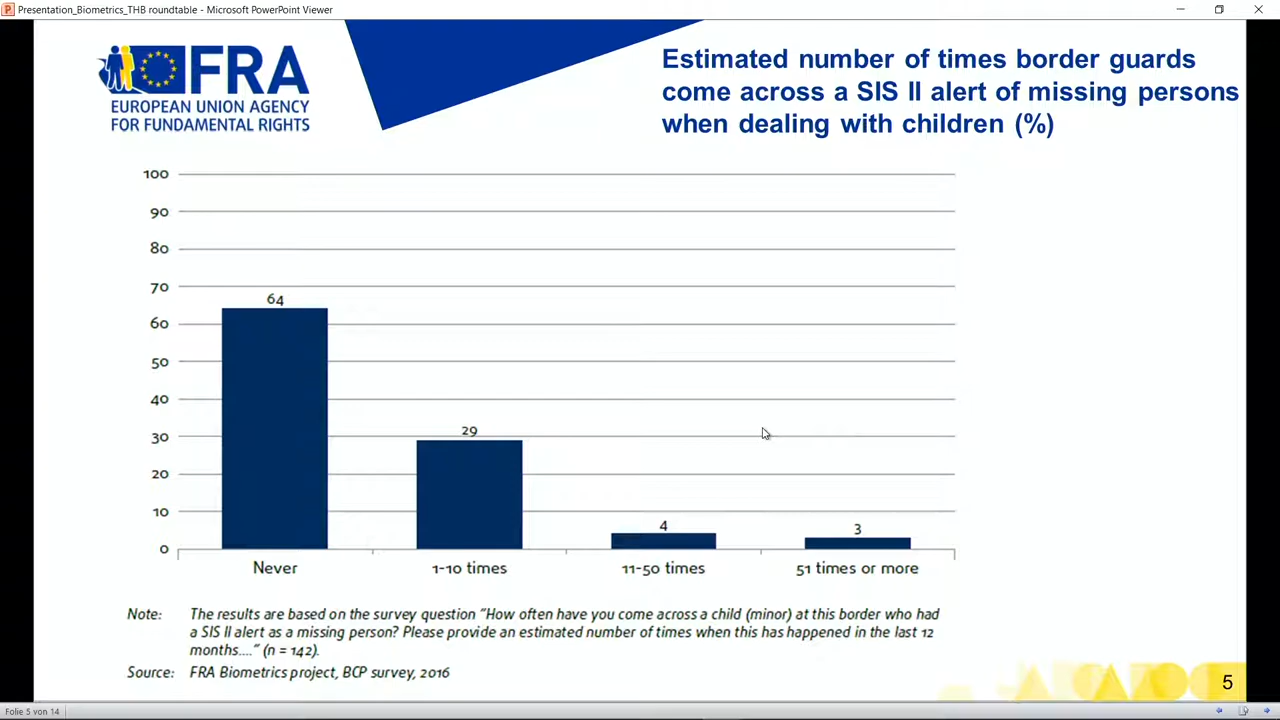 Presentation_Biometrics_THB roundtable - Microsoft PowerPoint Viewer
FRA
EUROPEAN UNION AGENCY
FOR FUNDAMENTAL RIGHTS
Estimated number of times border guards
come across a SIS II alert of missing persons
when dealing with children (%)
100
90
80
70
60
50
40
30
20
10
0
64
29
4
3
Never
1-10 times
11-50 times
51 times or more
Note: The results are based on the survey question "How often have you come across a child (minor) at this border who had
a SIS II alert as a missing person? Please provide an estimated number of times when this has happened in the last 12
months...." (n = 142).
Source: FRA Biometrics project, BCP survey, 2016
5
Folie 5 von 14